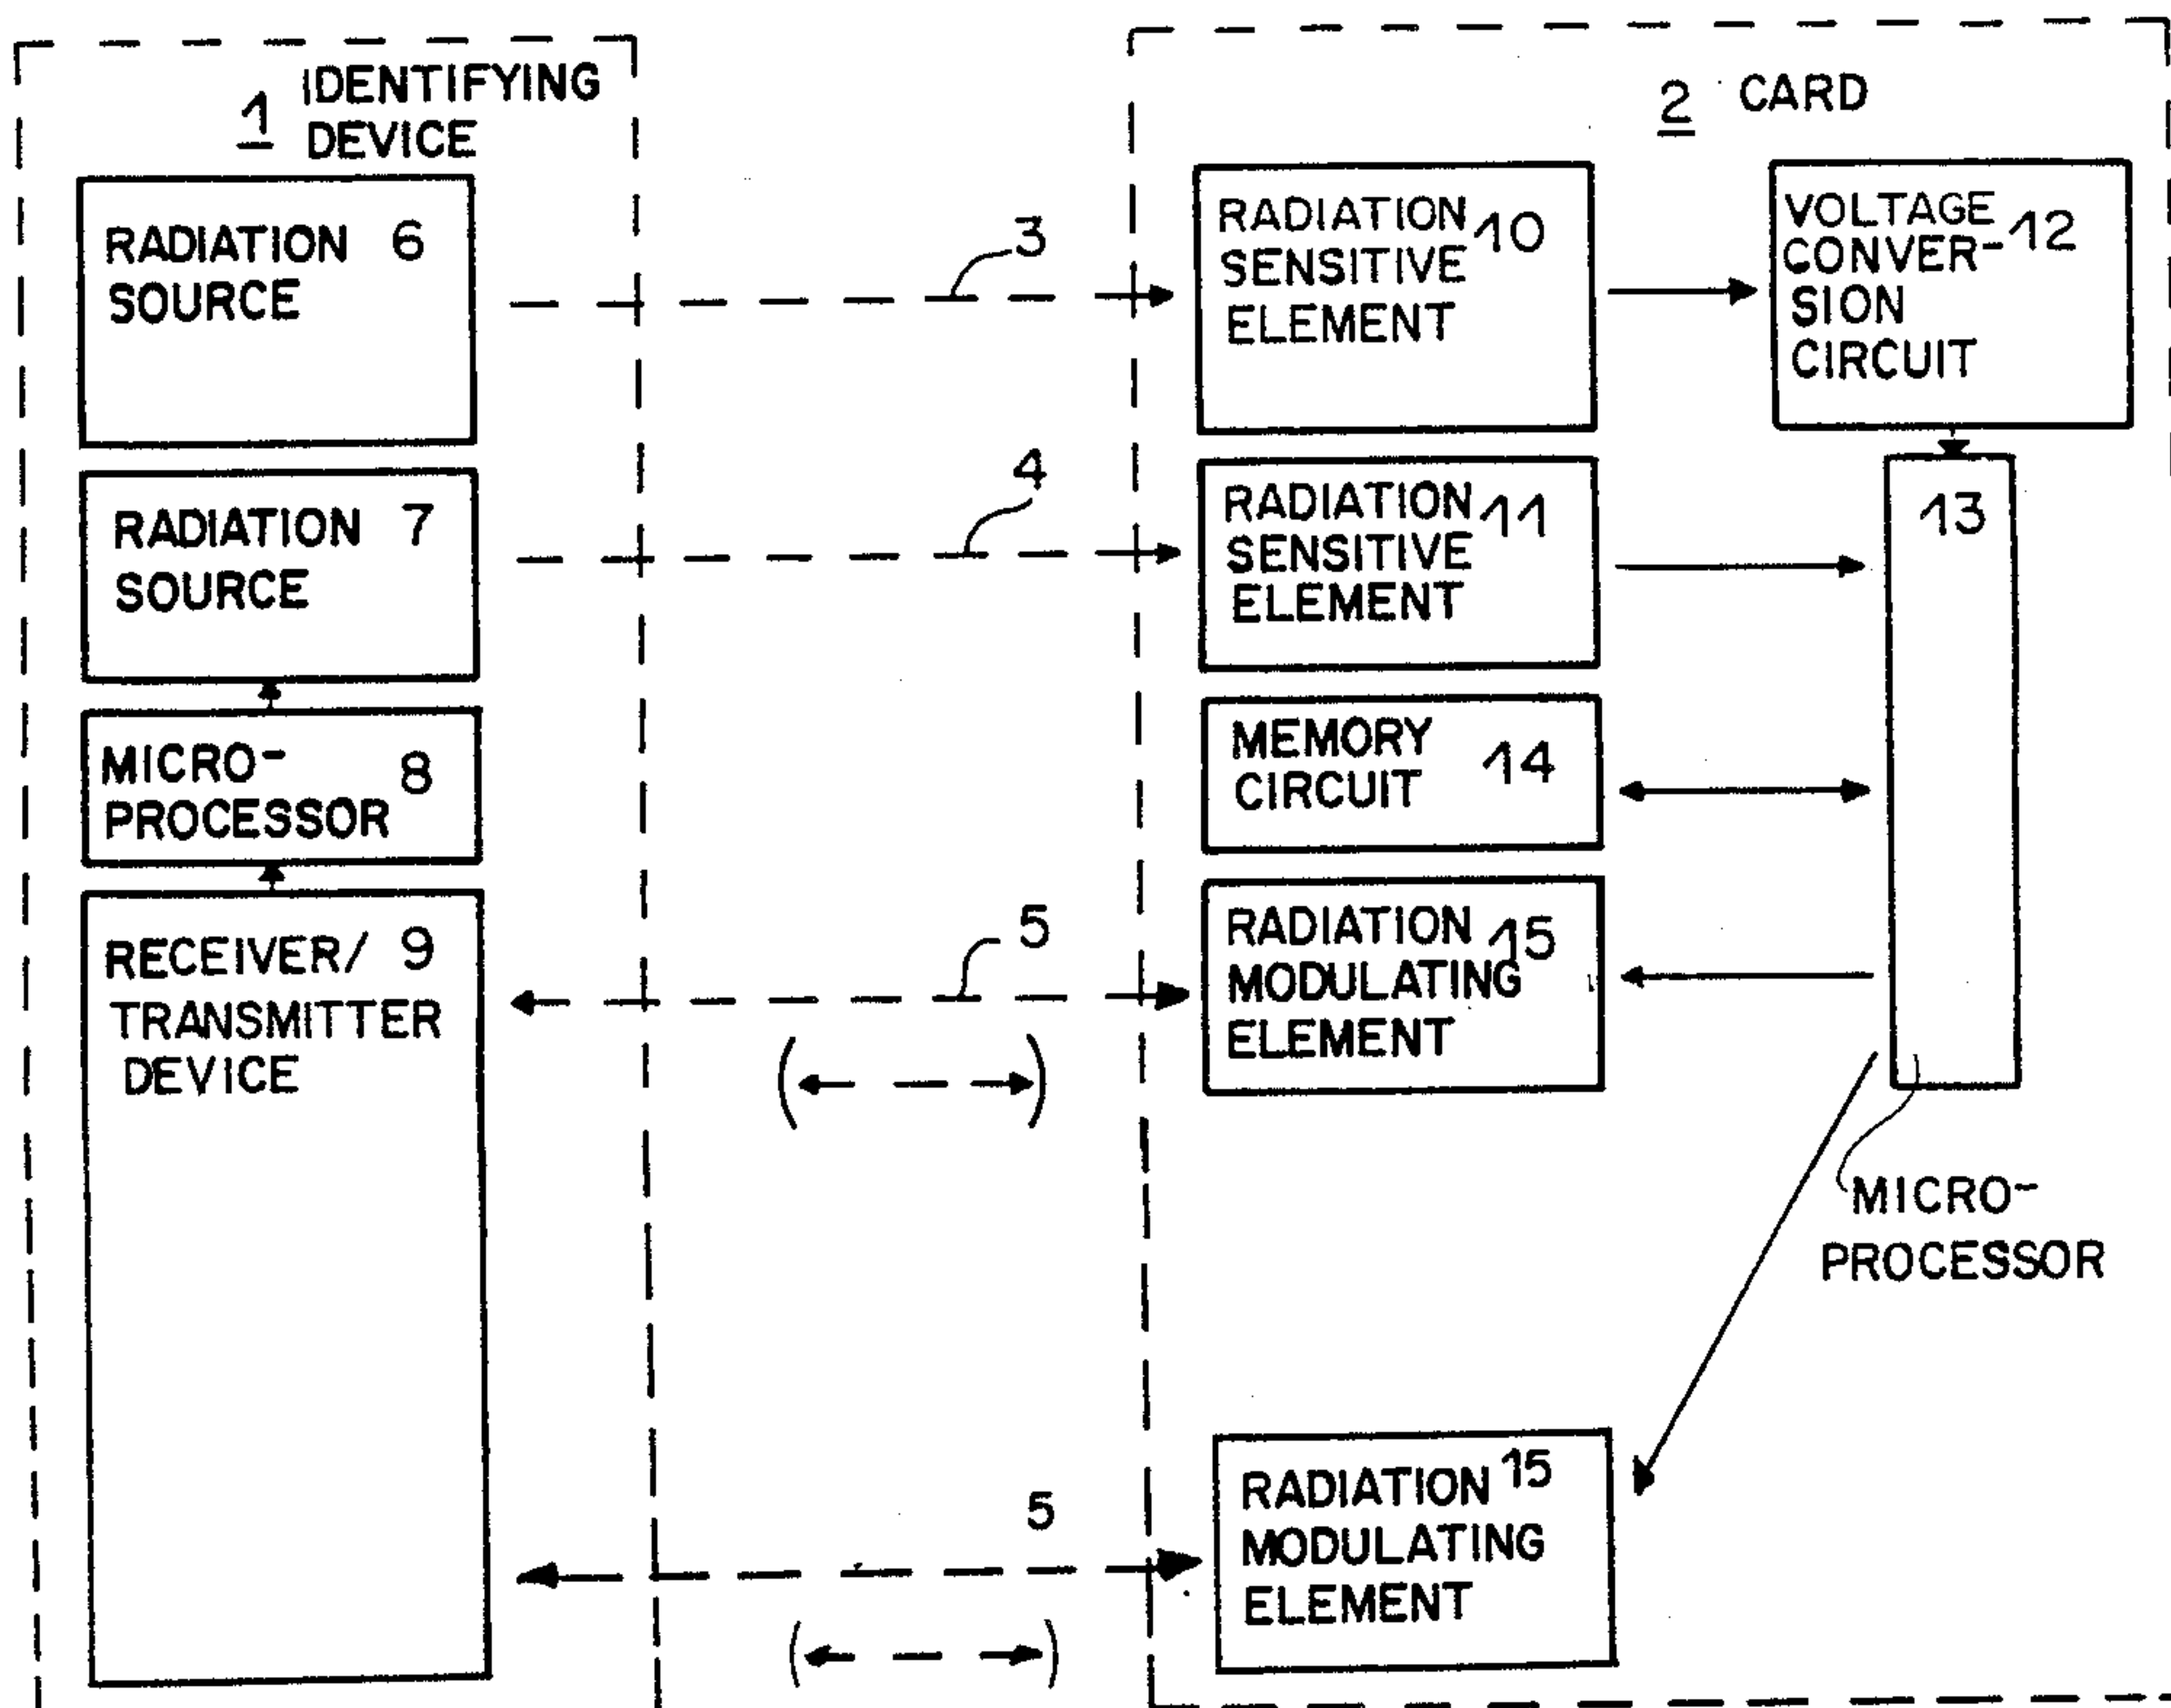 1 IDENTIFYING
DEVICE
2 CARD
RADIATION 6
SOURCE
3
RADIATION 10
SENSITIVE
ELEMENT
VOLTAGE
CONVER- 12
SION
CIRCUIT
RADIATION 7
SOURCE
4
RADIATION 11
SENSITIVE
ELEMENT
13
MICRO-
PROCESSOR 8
MEMORY
CIRCUIT 14
RECEIVER/ 9
TRANSMITTER
DEVICE
5
RADIATION 15
MODULATING
ELEMENT
MICRO-
PROCESSOR
5
RADIATION 15
MODULATING
ELEMENT